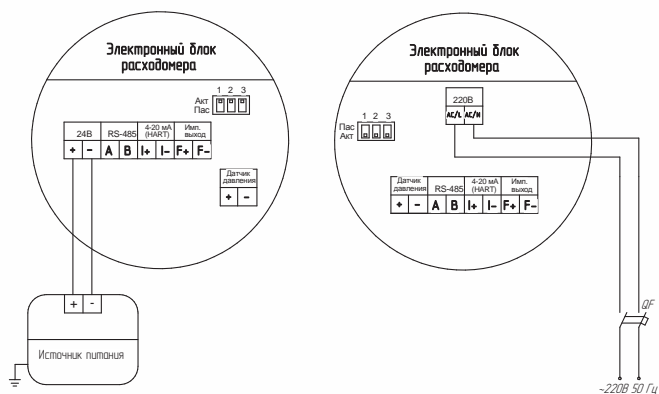 Электронный блок
расходомера
1 2 3
Акт
Пас
24В RS-485 4-20 мА (HART) Имп. выход
+ - A B I+ I- F+ F-
Датчик
давления
+ -
+ -
Источник питания
Электронный блок
расходомера
220В
AC/L AC/N
1 2 3
Пас
Акт
Датчик давления RS-485 4-20 мА (HART) Имп. выход
+ - A B I+ I- F+ F-
QF
~220В 50 Гц